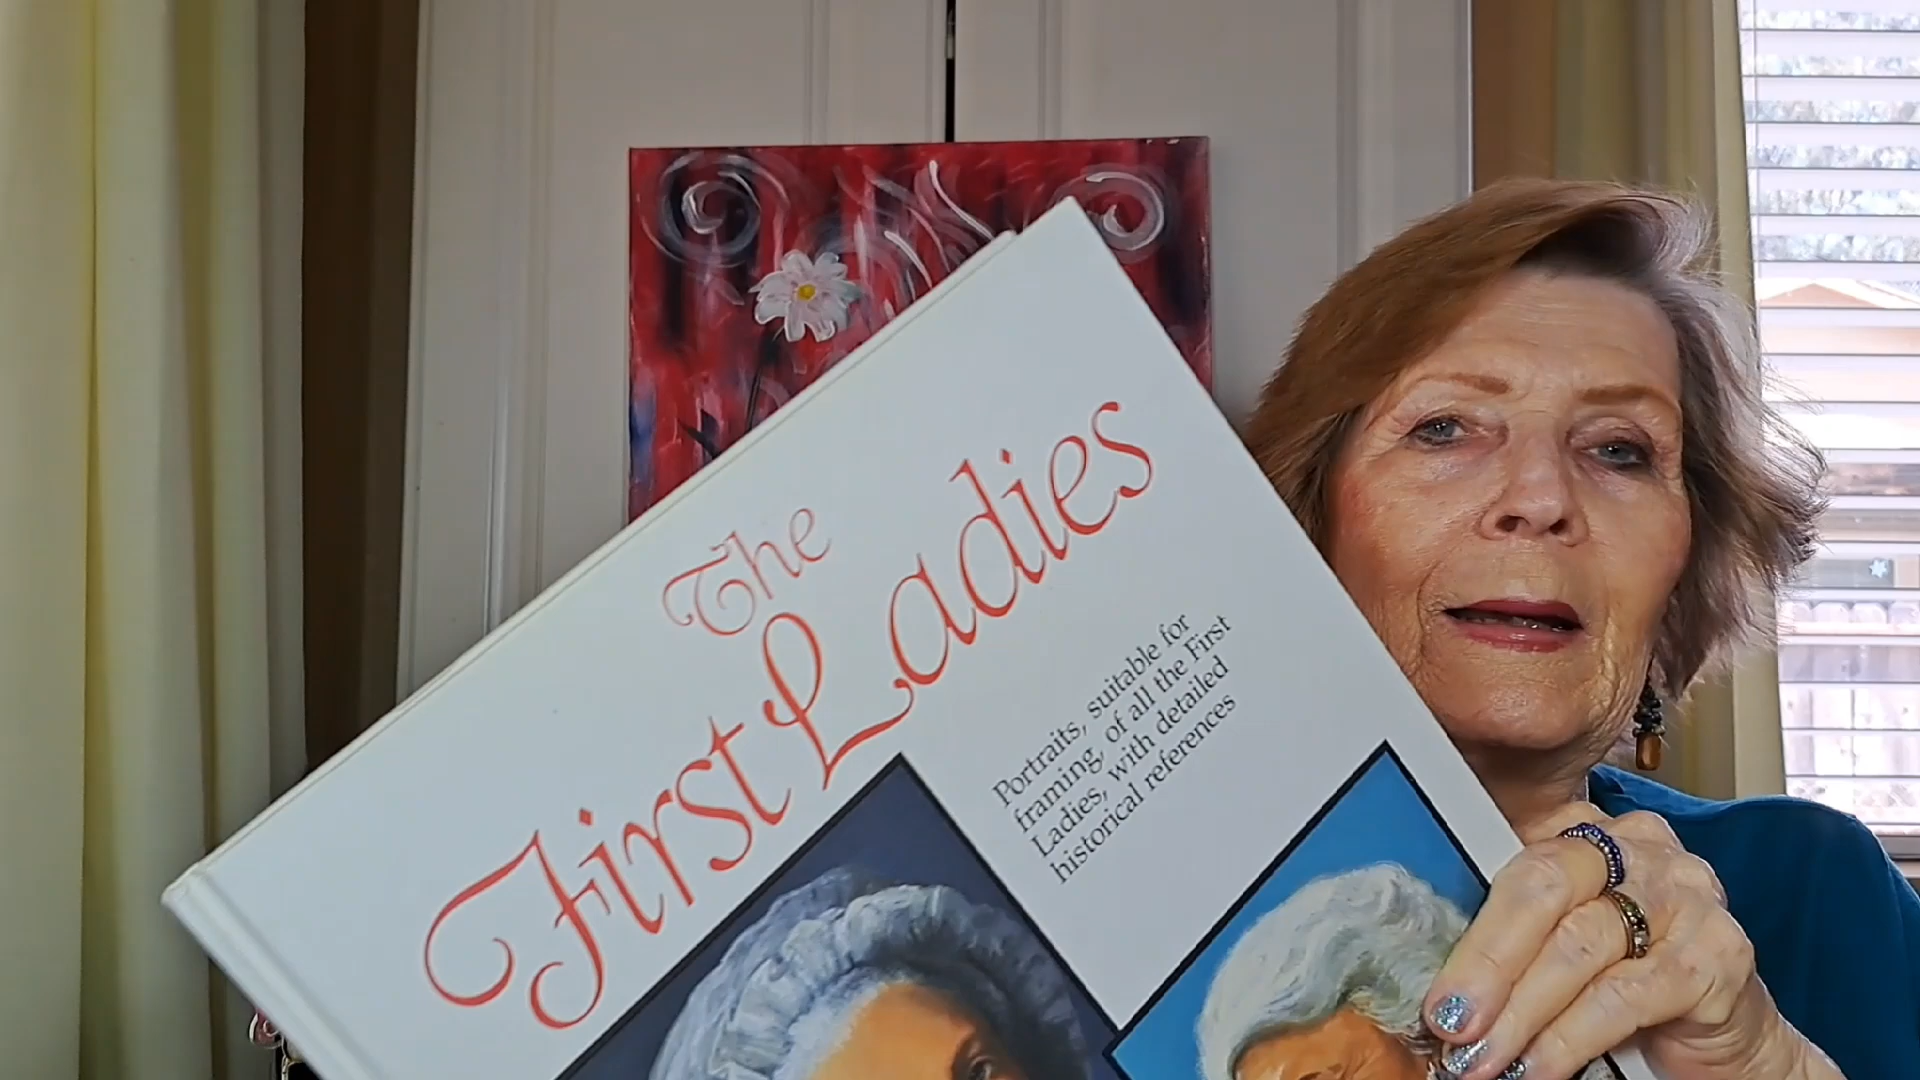 The
First Ladies
Portraits, suitable for
framing, of all the First
Ladies, with detailed
historical references